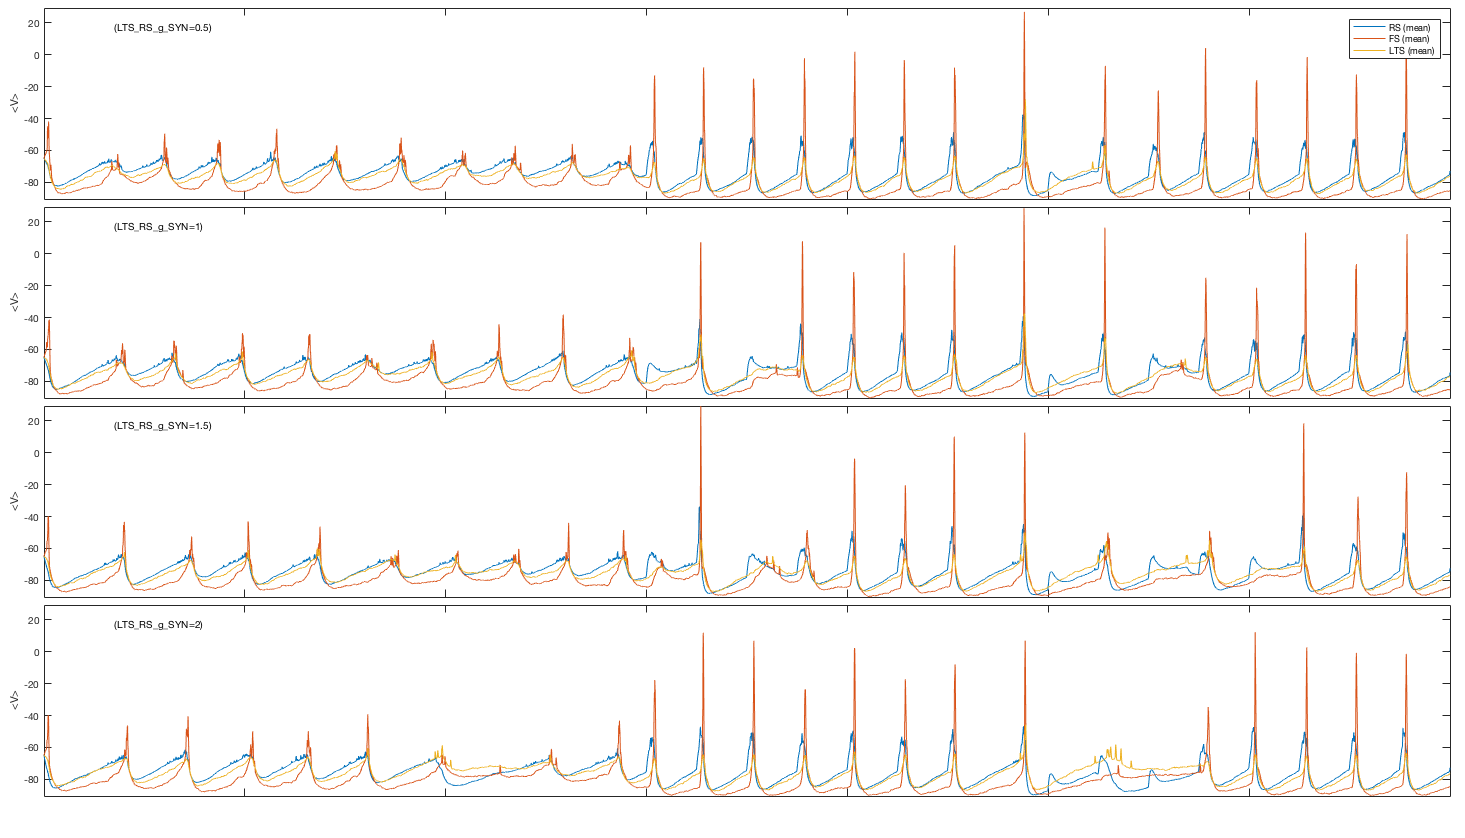 (LTS_RS_g_SYN=0.5)
RS (mean)
FS (mean)
LTS (mean)
<V>
20
0
-20
-40
-60
-80
(LTS_RS_g_SYN=1)
<V>
20
0
-20
-40
-60
-80
(LTS_RS_g_SYN=1.5)
<V>
20
0
-20
-40
-60
-80
(LTS_RS_g_SYN=2)
<V>
20
0
-20
-40
-60
-80